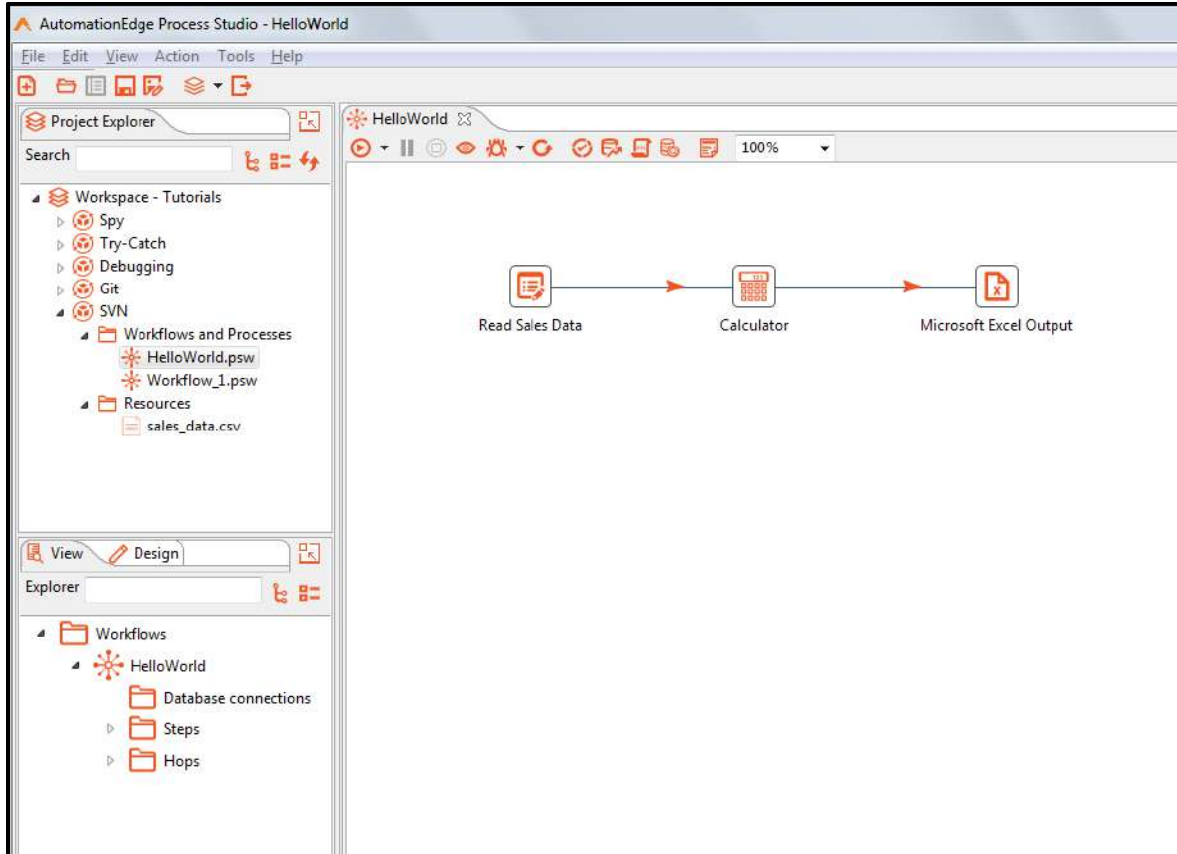 AutomationEdge Process Studio - HelloWorld
File Edit View Action Tools Help
Project Explorer
Search
Workspace - Tutorials
Spy
Try-Catch
Debugging
Git
SVN
Workflows and Processes
HelloWorld.psw
Workflow_1.psw
Resources
sales_data.csv
View Design
Explorer
Workflows
HelloWorld
Database connections
Steps
Hops
HelloWorld
100%
Read Sales Data
Calculator
Microsoft Excel Output